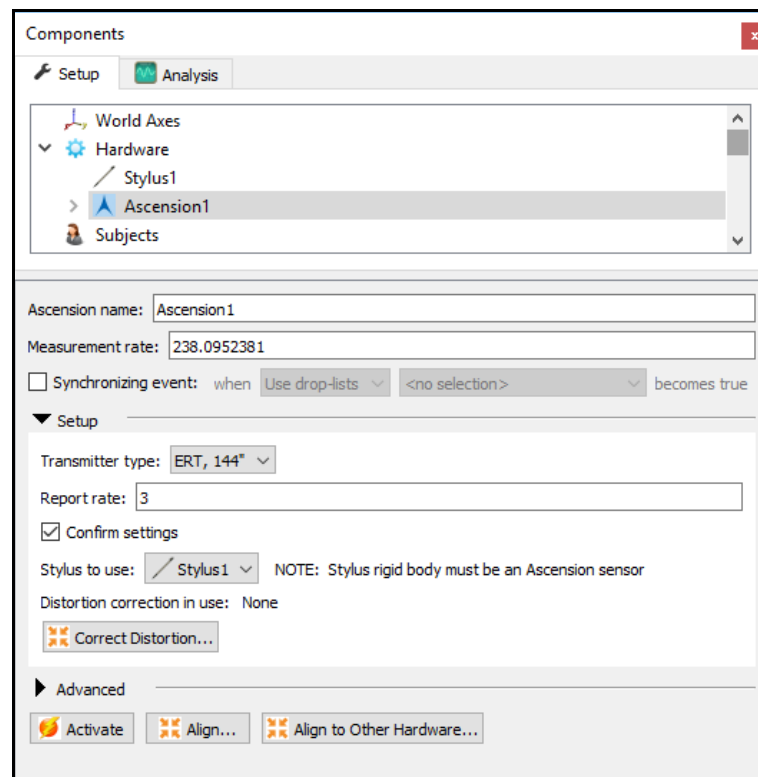 Components
x
Setup Analysis
World Axes
Hardware
Stylus1
Ascension1
Subjects
Ascension name: Ascension1
Measurement rate: 238.0952381
Synchronizing event: when Use drop-lists <no selection> becomes true
Setup
Transmitter type: ERT, 144"
Report rate: 3
Confirm settings
Stylus to use: Stylus1 NOTE: Stylus rigid body must be an Ascension sensor
Distortion correction in use: None
Correct Distortion...
Advanced
Activate Align... Align to Other Hardware...